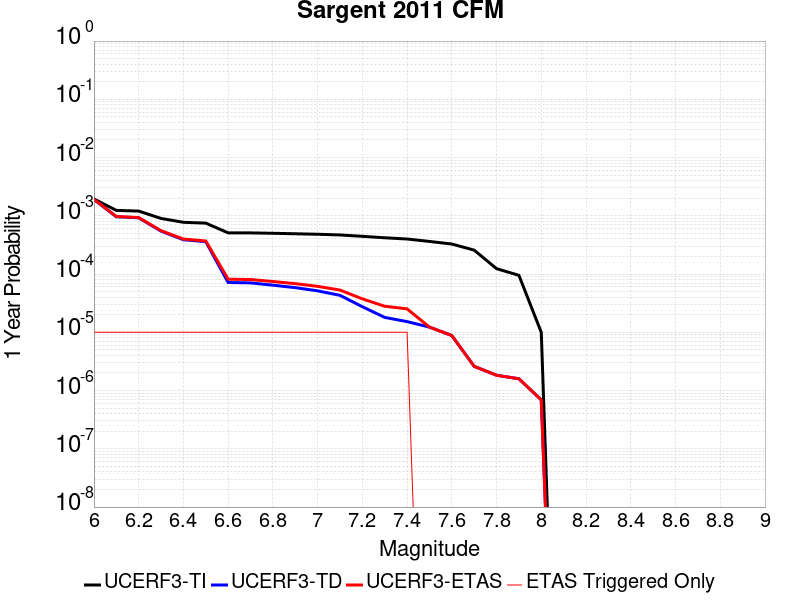 Sargent 2011 CFM
10^0
10^-1
10^-2
10^-3
10^-4
10^-5
10^-6
10^-7
10^-8
1 Year Probability
6 6.2 6.4 6.6 6.8 7 7.2 7.4 7.6 7.8 8 8.2 8.4 8.6 8.8 9
Magnitude
UCERF3-TI UCERF3-TD UCERF3-ETAS ETAS Triggered Only